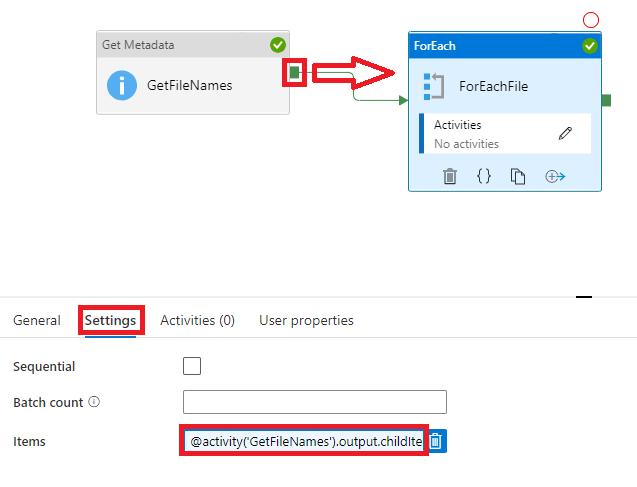 Get Metadata
GetFileNames
ForEach
ForEachFile
Activities
No activities
General
Settings
Activities (0)
User properties
Sequential
Batch count
Items
@activity('GetFileNames').output.childIte